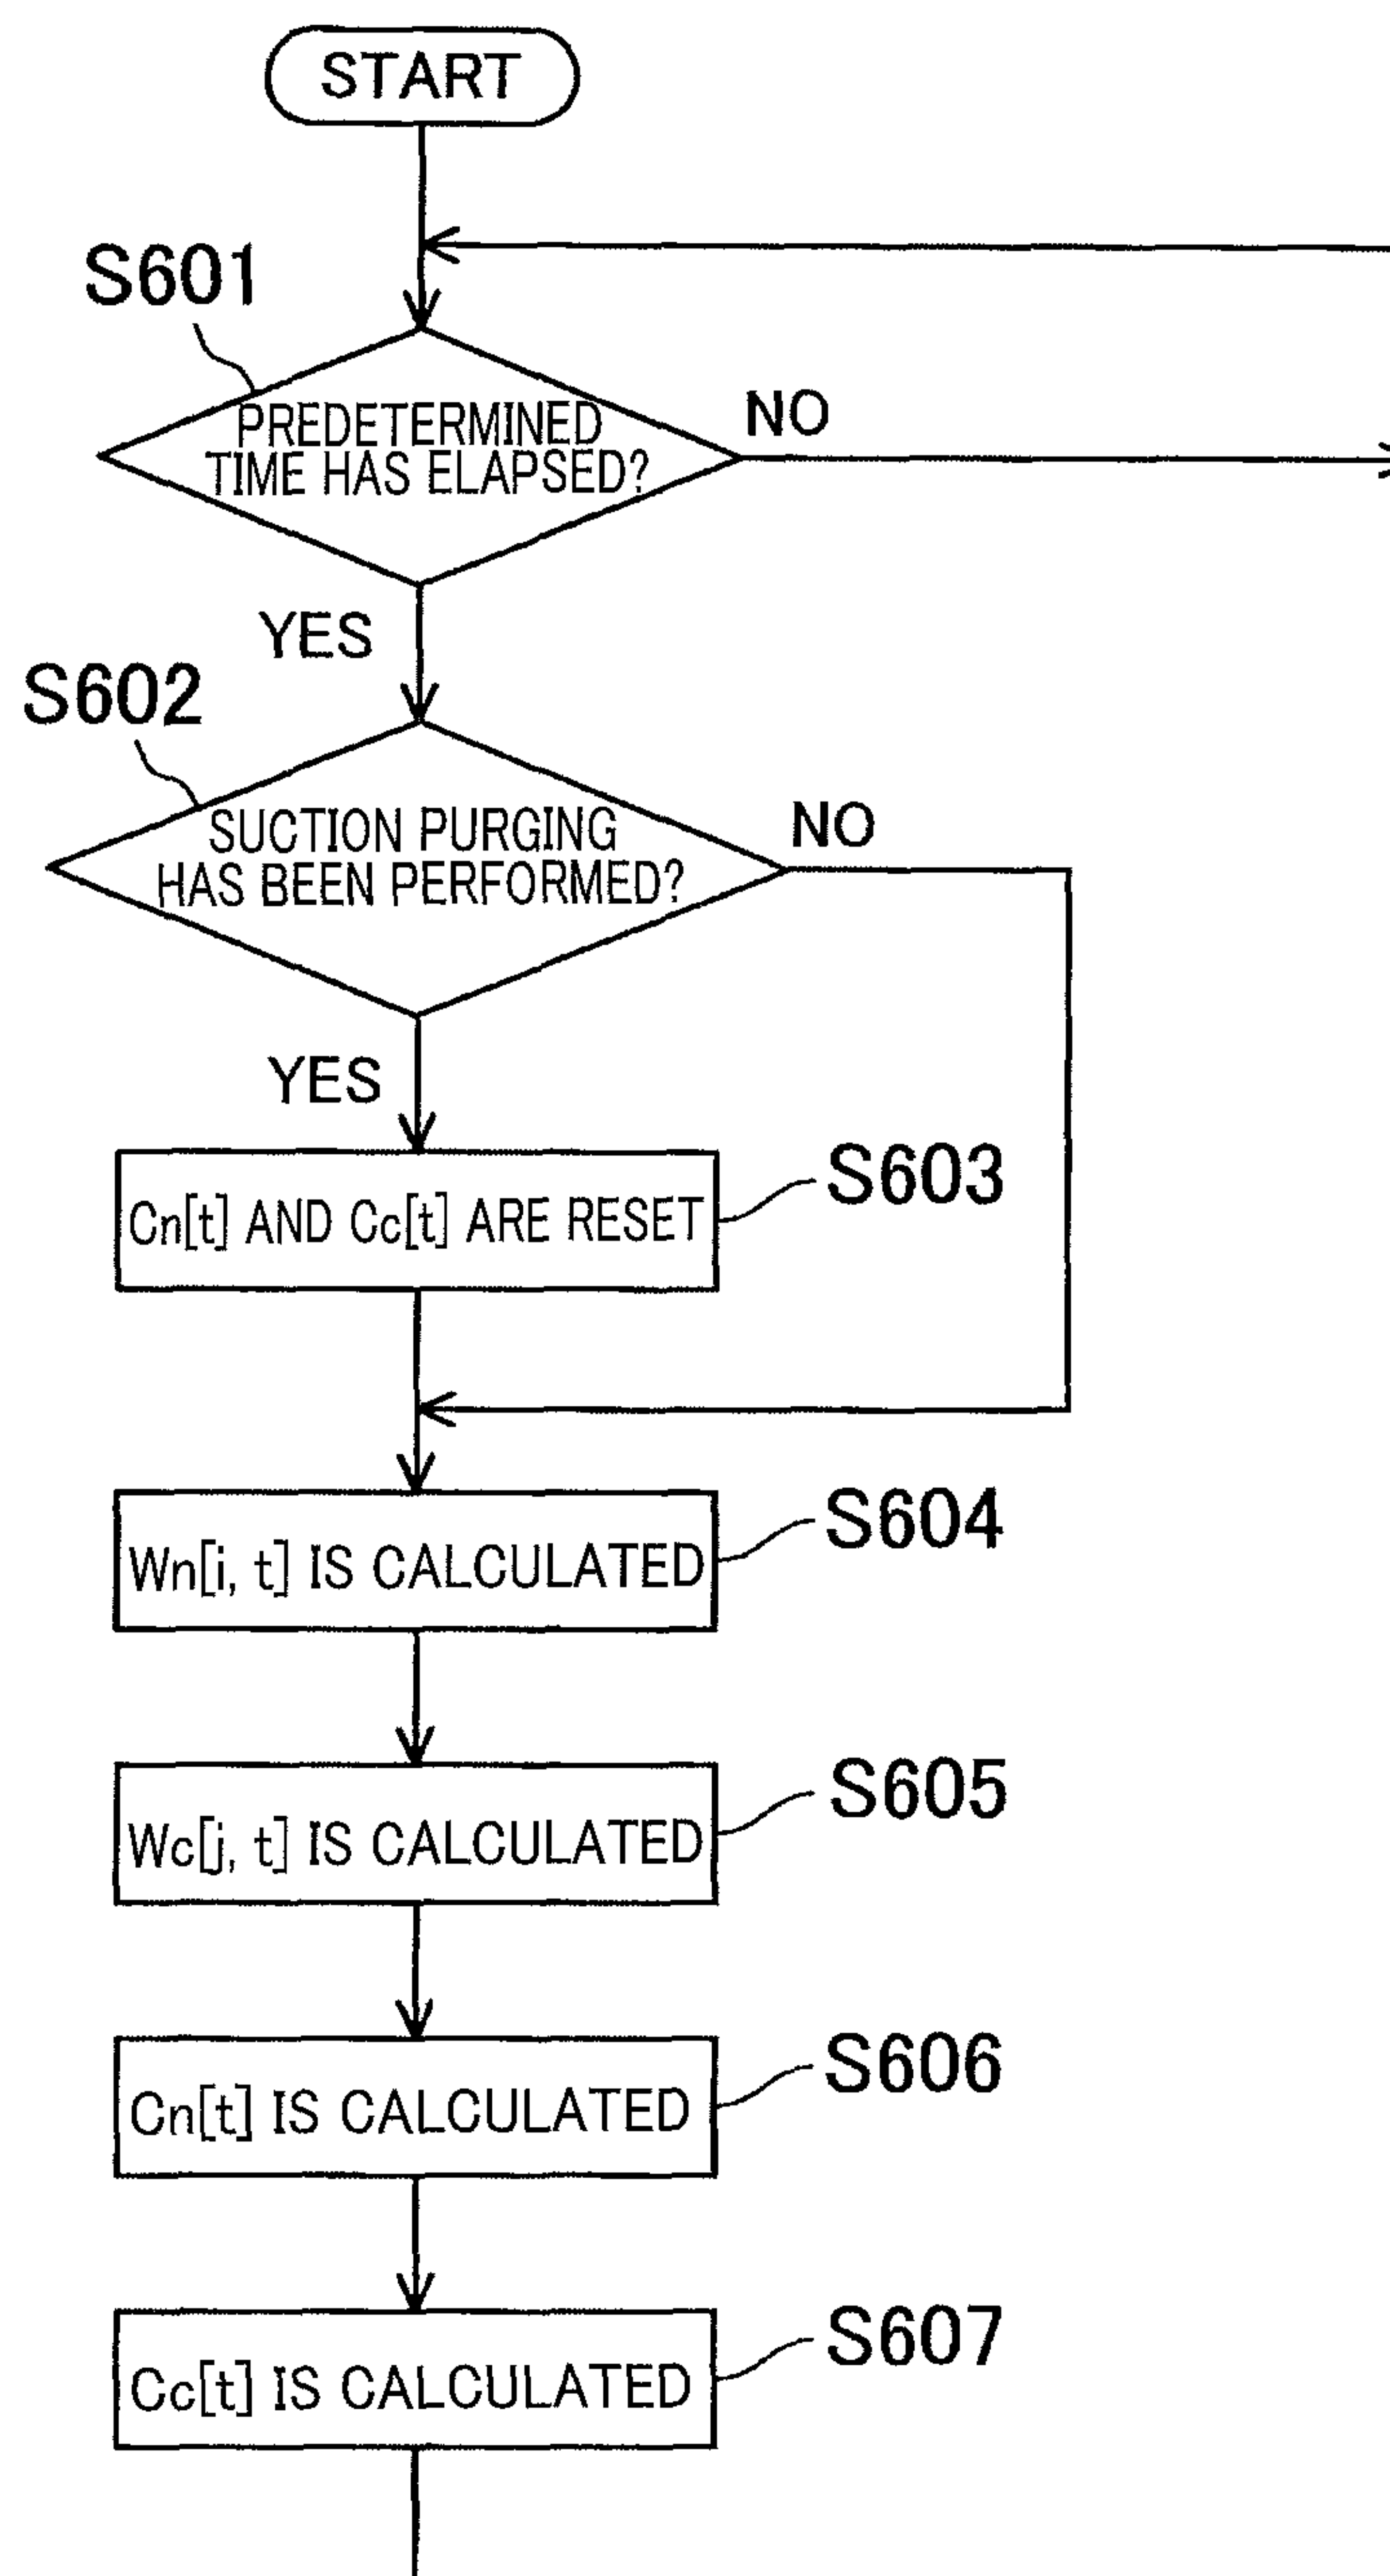 START
S601
PREDETERMINED
TIME HAS ELAPSED?
NO
YES
S602
SUCTION PURGING
HAS BEEN PERFORMED?
NO
YES
Cn[t] AND Cc[t] ARE RESET
S603
Wn[i, t] IS CALCULATED
S604
Wc[j, t] IS CALCULATED
S605
Cn[t] IS CALCULATED
S606
Cc[t] IS CALCULATED
S607